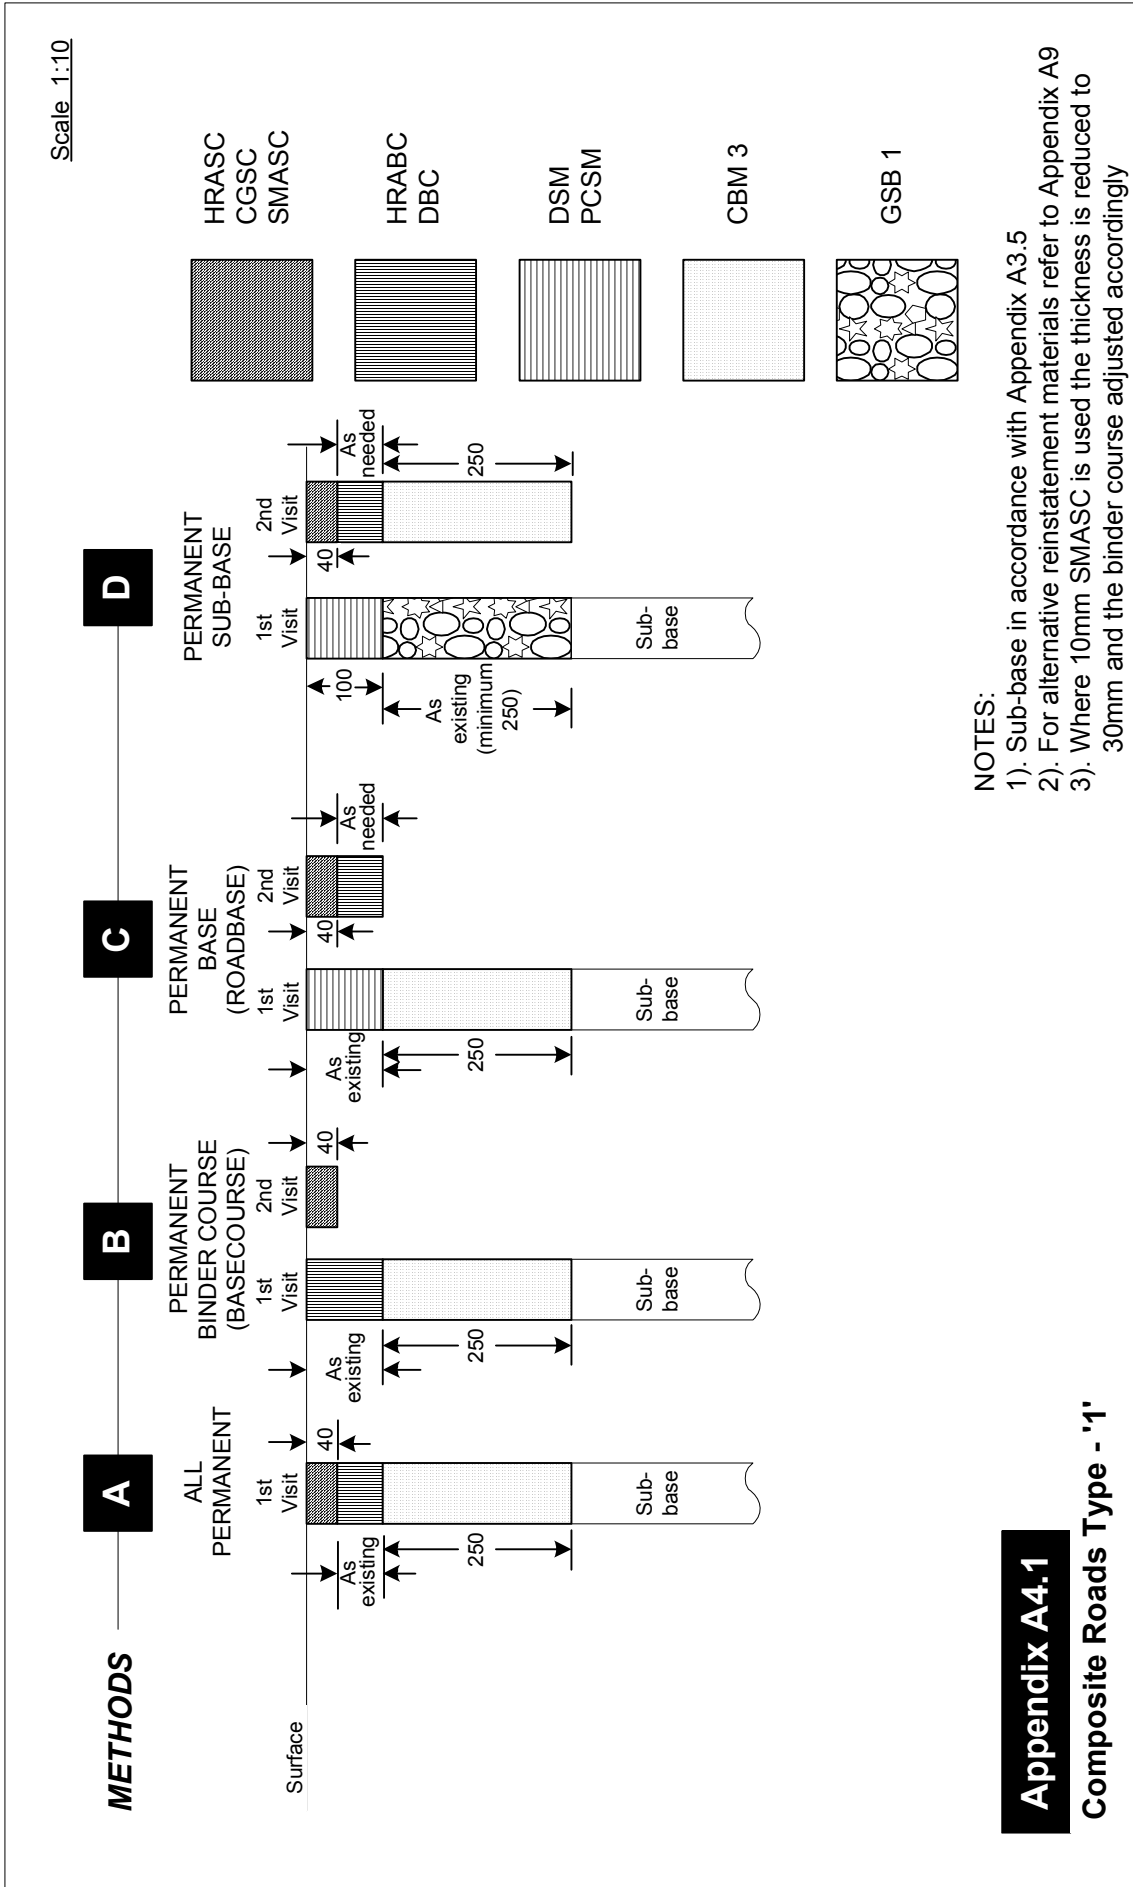 Scale 1:10
METHODS
A
B
C
D
ALL
PERMANENT
1st
Visit
PERMANENT
BINDER COURSE
(BASECOURSE)
1st
Visit
2nd
Visit
PERMANENT
BASE
(ROADBASE)
1st
Visit
2nd
Visit
PERMANENT
SUB-BASE
1st
Visit
2nd
Visit
Surface
As
existing
40
250
Sub-
base
As
existing
40
250
Sub-
base
As
existing
40
As
needed
250
Sub-
base
100
As
existing
(minimum
250)
40
As
needed
250
Sub-
base
HRASC
CGSC
SMASC
HRABC
DBC
DSM
PCSM
CBM 3
GSB 1
NOTES:
1). Sub-base in accordance with Appendix A3.5
2). For alternative reinstatement materials refer to Appendix A9
3). Where 10mm SMASC is used the thickness is reduced to
30mm and the binder course adjusted accordingly
Appendix A4.1
Composite Roads Type - '1'